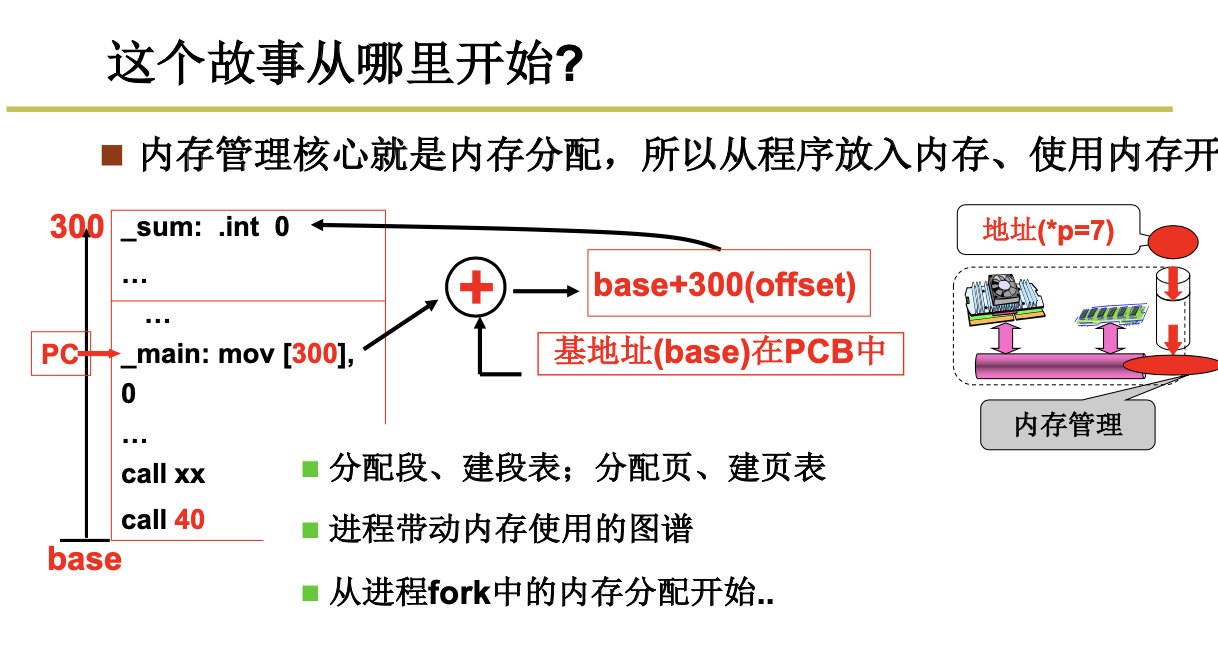 这个故事从哪里开始?
■ 内存管理核心就是内存分配，所以从程序放入内存、使用内存开
300
_sum: .int 0
...
...
PC
_main: mov [300],
0
...
call xx
call 40
base
+
base+300(offset)
基地址(base)在PCB中
地址(*p=7)
内存管理
■ 分配段、建段表；分配页、建页表
■ 进程带动内存使用的图谱
■ 从进程fork中的内存分配开始..